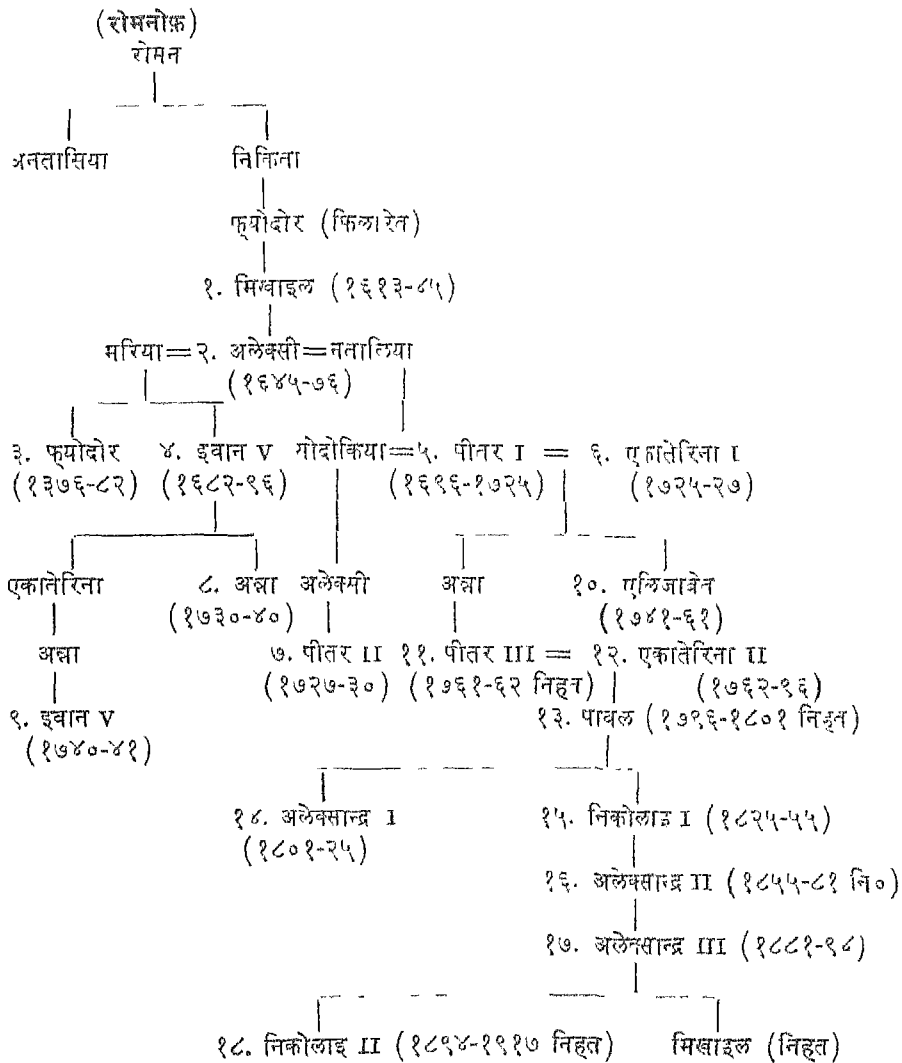 (रोमनोफ़)
रोमन
अनतासिया निकिता
फ्योदोर (फिलारेत)
१. मिखाइल (१६१३-४५)
मरिया=२. अलेक्सी=नतालिया
(१६४५-७६)
३. फ्योदोर ४. इवान V योदोकिया=५. पीतर I = ६. एकातेरिना I
(१३७६-८२) (१६८२-९६) (१६९६-१७२५) (१७२५-२७)
एकातेरिना ८. अन्ना अलेक्सी अन्ना १०. एलिजाबेत
(१७३०-४०) (१७४१-६१)
अन्ना ७. पीतर II ११. पीतर III = १२. एकातेरिना II
(१७२७-३०) (१७६१-६२ निहत) (१७६२-९६)
९. इवान V १३. पावल (१७९६-१८०१ निहत)
(१७४०-४१)
१४. अलेक्सान्द्र I १५. निकोलाइ I (१८२५-५५)
(१८०१-२५)
१६. अलेक्सान्द्र II (१८५५-८१ नि०)
१७. अलेक्सान्द्र III (१८८१-९४)
१८. निकोलाइ II (१८९४-१९१७ निहत) मिखाइल (निहत)